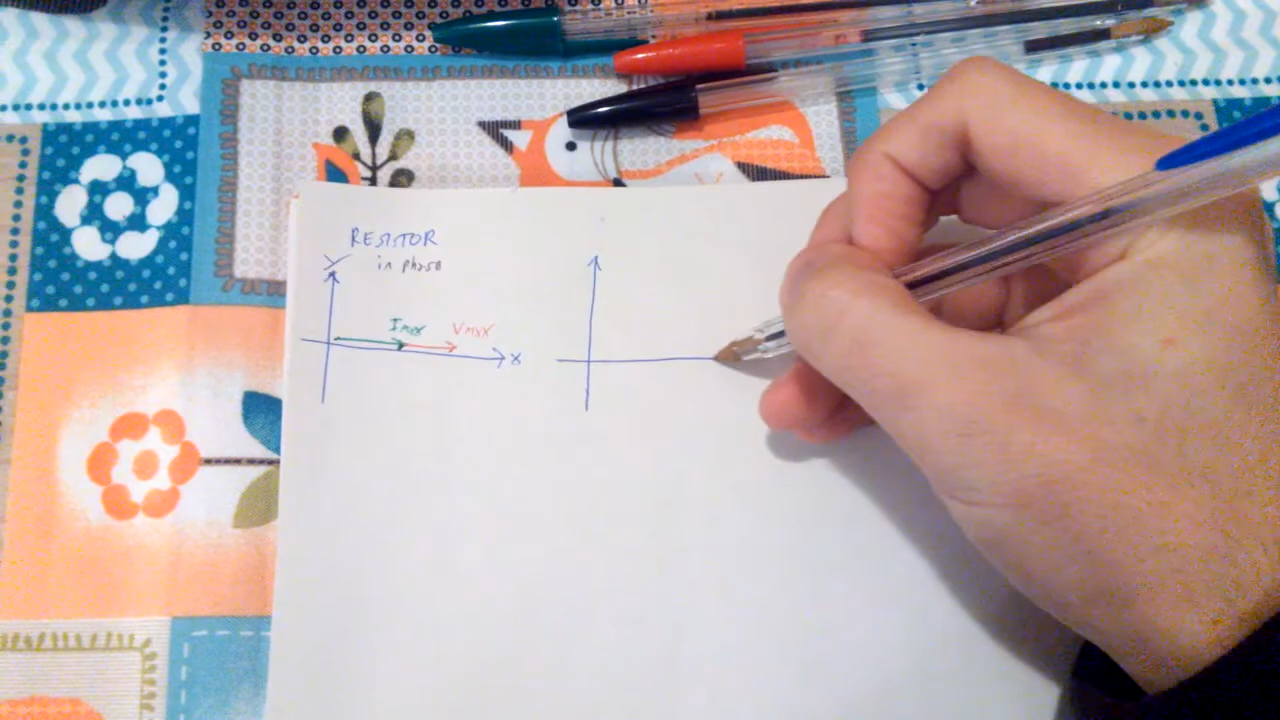 RESISTOR
Y
in phase
Imax
Vmax
x